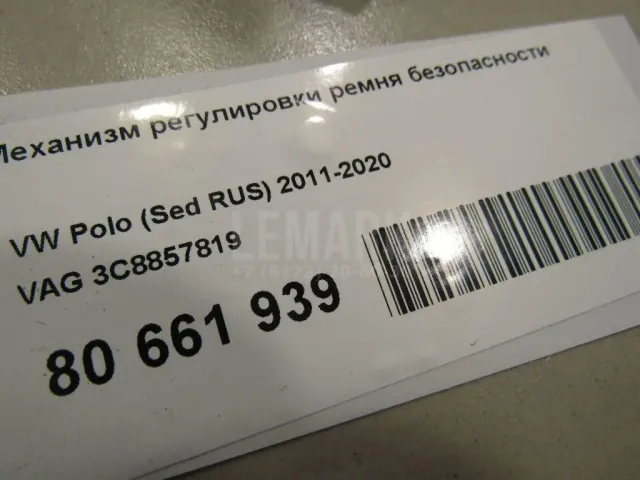 Механизм регулировки ремня безопасности
VW Polo (Sed RUS) 2011-2020
VAG 3C8857819
80 661 939